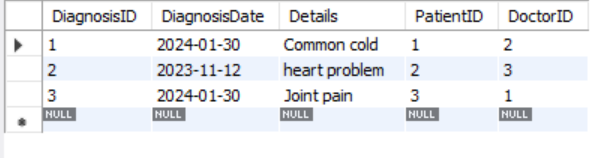 DiagnosisID DiagnosisDate Details PatientID DoctorID
1 2024-01-30 Common cold 1 2
2 2023-11-12 heart problem 2 3
3 2024-01-30 Joint pain 3 1
NULL NULL NULL NULL NULL